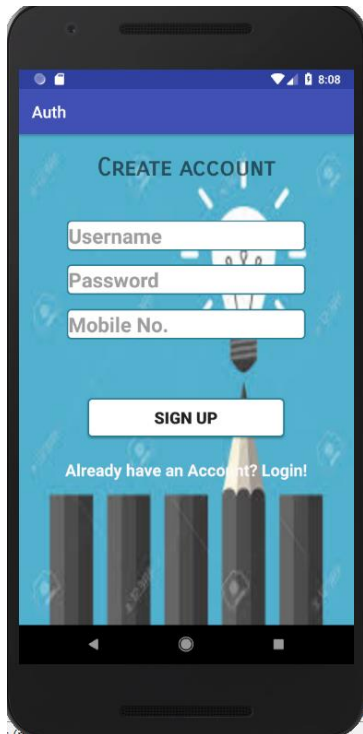 8:08
Auth
CREATE ACCOUNT
Username
Password
Mobile No.
SIGN UP
Already have an Account? Login!